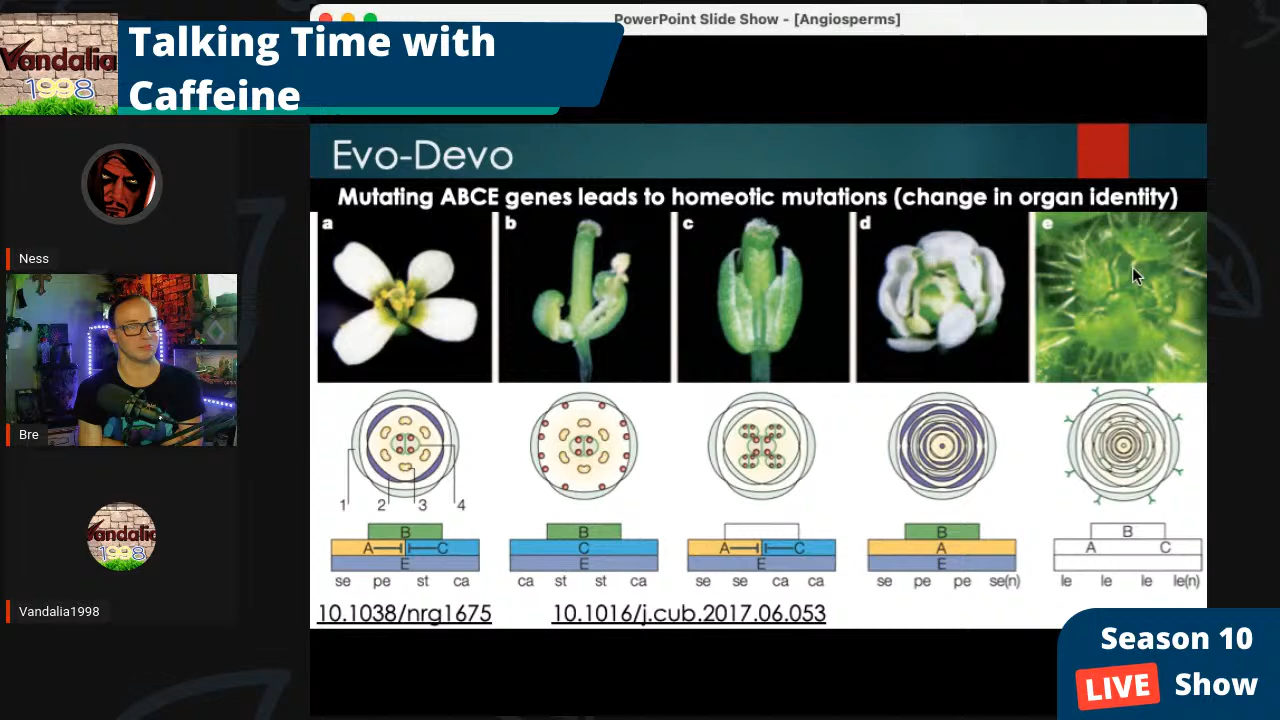 PowerPoint Slide Show - [Angiosperms]
Vandalia
1998
Talking Time with
Caffeine
Evo-Devo
Mutating ABCE genes leads to homeotic mutations (change in organ identity)
a b c d e
Ness
Bre
1 2 3 4
B B B B
A C C A C A A C
E E E E
se pe st ca ca st st ca se se ca ca se pe pe se(n) le le le le(n)
10.1038/nrg1675 10.1016/j.cub.2017.06.053
andalia
1998
Vandalia1998
Season 10
LIVE Show